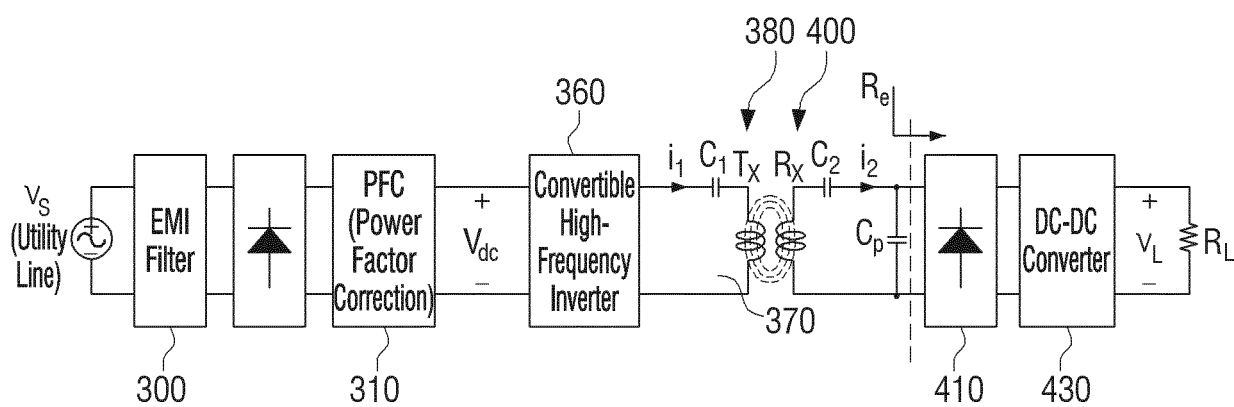 380 400
360
R_e
i_1 C_1 T_X R_X C_2 i_2
V_S
(Utility
Line)
EMI
Filter
PFC
(Power
Factor
Correction)
+
V_dc
−
Convertible
High-
Frequency
Inverter
C_p
DC-DC
Converter
+
V_L
−
R_L
370
300 310 410 430